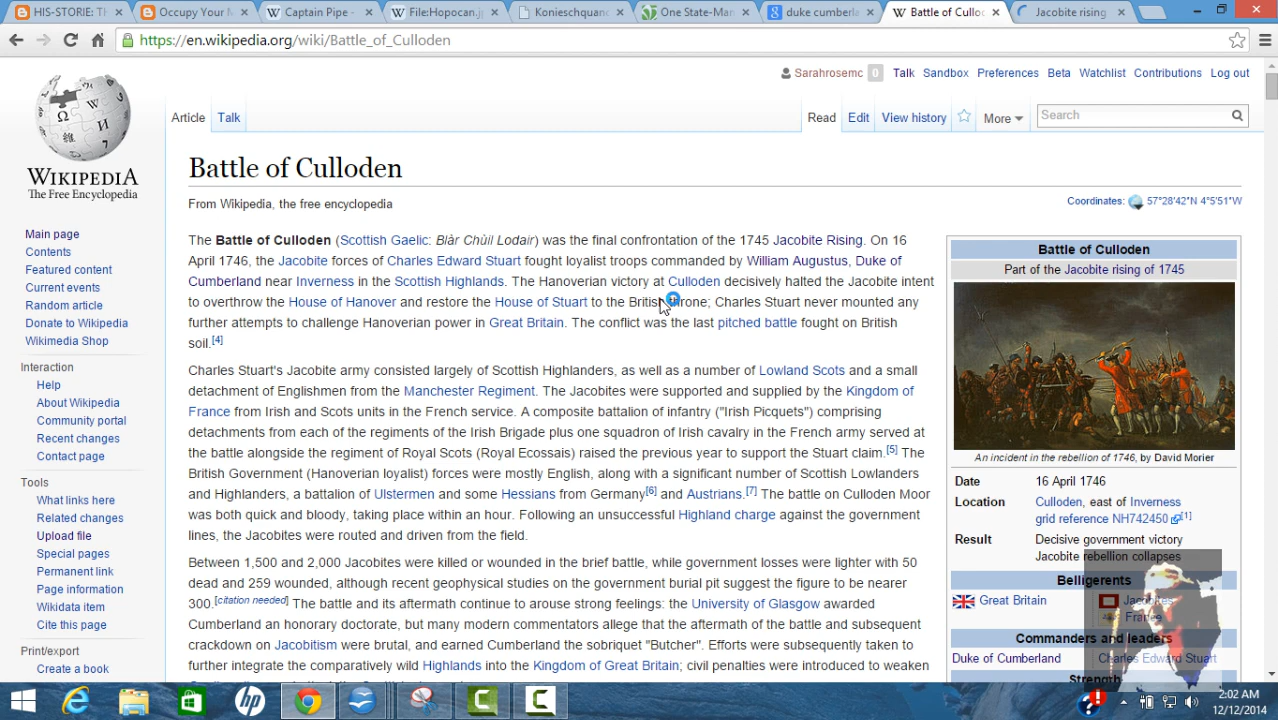 HIS-STORIE: TH
Occupy Your M
Captain Pipe -
File:Hopocan.j
Konieschquan
One State-Man
duke cumberla
Battle of Cullo
Jacobite rising
https://en.wikipedia.org/wiki/Battle_of_Culloden
Sarahrosemc 0 Talk Sandbox Preferences Beta Watchlist Contributions Log out
Article Talk Read Edit View history More Search
WIKIPEDIA
The Free Encyclopedia
Main page
Contents
Featured content
Current events
Random article
Donate to Wikipedia
Wikimedia Shop
Interaction
Help
About Wikipedia
Community portal
Recent changes
Contact page
Tools
What links here
Related changes
Upload file
Special pages
Permanent link
Page information
Wikidata item
Cite this page
Print/export
Create a book
Battle of Culloden
From Wikipedia, the free encyclopedia
Coordinates: 57°28′42″N 4°5′51″W
The Battle of Culloden (Scottish Gaelic: Blàr Chùil Lodair) was the final confrontation of the 1745 Jacobite Rising. On 16
April 1746, the Jacobite forces of Charles Edward Stuart fought loyalist troops commanded by William Augustus, Duke of
Cumberland near Inverness in the Scottish Highlands. The Hanoverian victory at Culloden decisively halted the Jacobite intent
to overthrow the House of Hanover and restore the House of Stuart to the British throne; Charles Stuart never mounted any
further attempts to challenge Hanoverian power in Great Britain. The conflict was the last pitched battle fought on British
soil.[4]
Charles Stuart's Jacobite army consisted largely of Scottish Highlanders, as well as a number of Lowland Scots and a small
detachment of Englishmen from the Manchester Regiment. The Jacobites were supported and supplied by the Kingdom of
France from Irish and Scots units in the French service. A composite battalion of infantry ("Irish Picquets") comprising
detachments from each of the regiments of the Irish Brigade plus one squadron of Irish cavalry in the French army served at
the battle alongside the regiment of Royal Scots (Royal Ecossais) raised the previous year to support the Stuart claim.[5] The
British Government (Hanoverian loyalist) forces were mostly English, along with a significant number of Scottish Lowlanders
and Highlanders, a battalion of Ulstermen and some Hessians from Germany[6] and Austrians.[7] The battle on Culloden Moor
was both quick and bloody, taking place within an hour. Following an unsuccessful Highland charge against the government
lines, the Jacobites were routed and driven from the field.
Between 1,500 and 2,000 Jacobites were killed or wounded in the brief battle, while government losses were lighter with 50
dead and 259 wounded, although recent geophysical studies on the government burial pit suggest the figure to be nearer
300.[citation needed] The battle and its aftermath continue to arouse strong feelings: the University of Glasgow awarded
Cumberland an honorary doctorate, but many modern commentators allege that the aftermath of the battle and subsequent
crackdown on Jacobitism were brutal, and earned Cumberland the sobriquet "Butcher". Efforts were subsequently taken to
further integrate the comparatively wild Highlands into the Kingdom of Great Britain; civil penalties were introduced to weaken
Battle of Culloden
Part of the Jacobite rising of 1745
An incident in the rebellion of 1746, by David Morier
Date 16 April 1746
Location Culloden, east of Inverness
grid reference NH742450 [1]
Result Decisive government victory
Jacobite rebellion collapses
Belligerents
Great Britain Jacobites
France
Commanders and leaders
Duke of Cumberland Charles Edward Stuart
Strength
hp
2:02 AM
12/12/2014